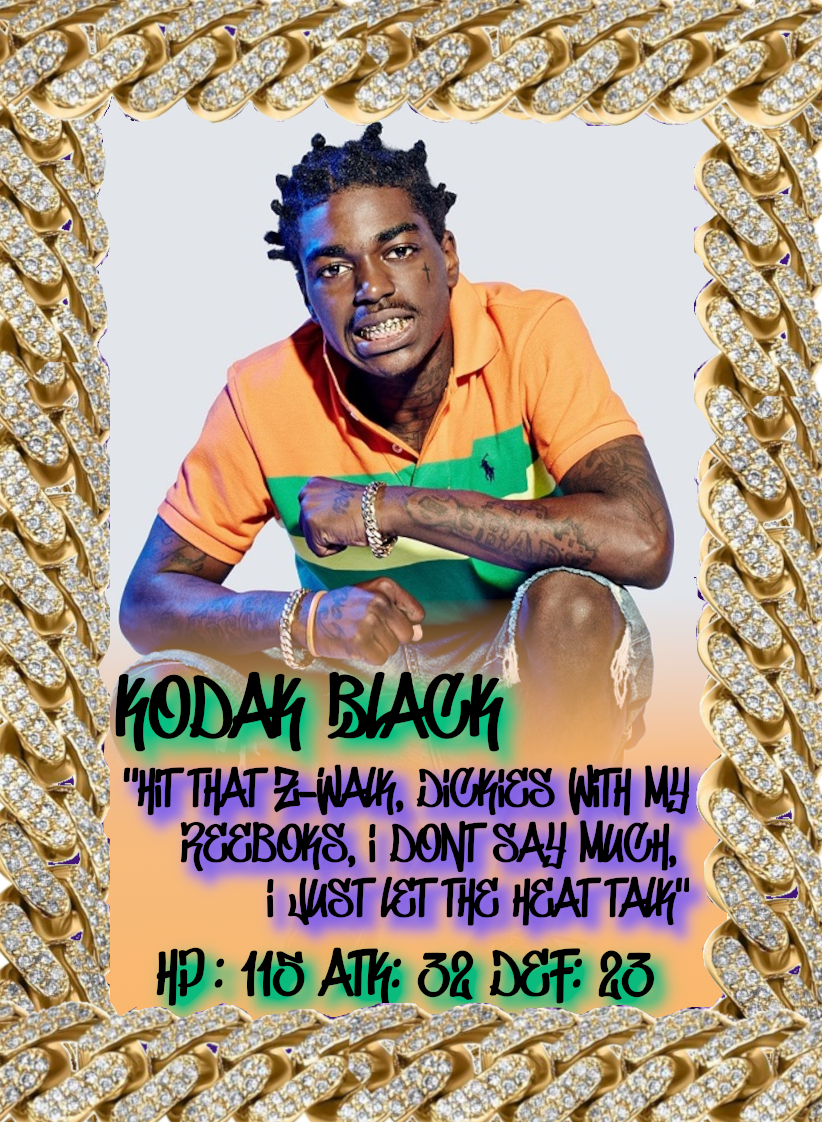 KODAK BLACK
"HiT THAT Z-WALK, DiCKiES WiTH MY
REEBOKS, i DONT SAY MUCH,
i JUST LET THE HEAT TALK"
HP : 115 ATK: 32 DEF: 23